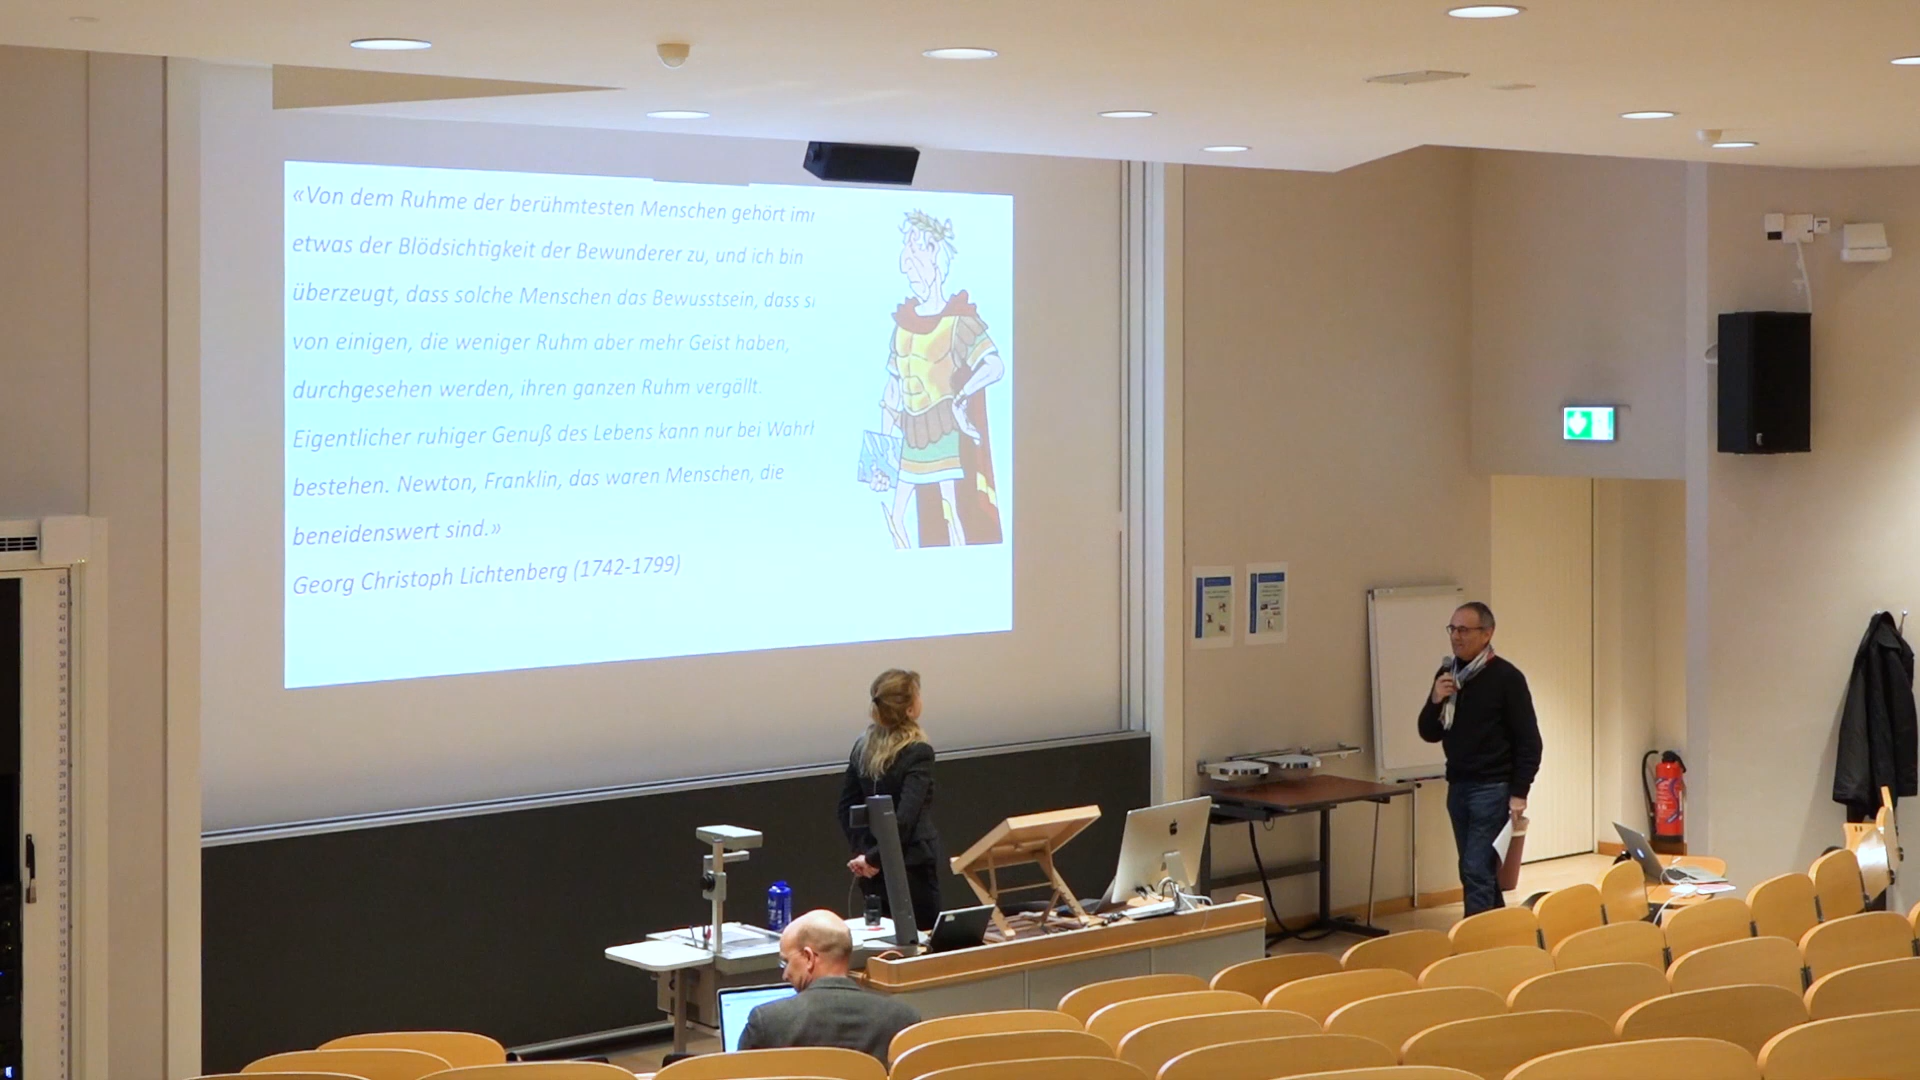 «Von dem Ruhme der berühmtesten Menschen gehört
etwas der Blödsichtigkeit der Bewunderer zu, und ich bin
überzeugt, dass solche Menschen das Bewusstsein, dass
von einigen, die weniger Ruhm aber mehr Geist haben,
durchgesehen werden, ihren ganzen Ruhm vergällt.
Eigentlicher ruhiger Genuß des Lebens kann nur bei
bestehen. Newton, Franklin, das waren Menschen, die
beneidenswert sind.»
Georg Christoph Lichtenberg (1742-1799)